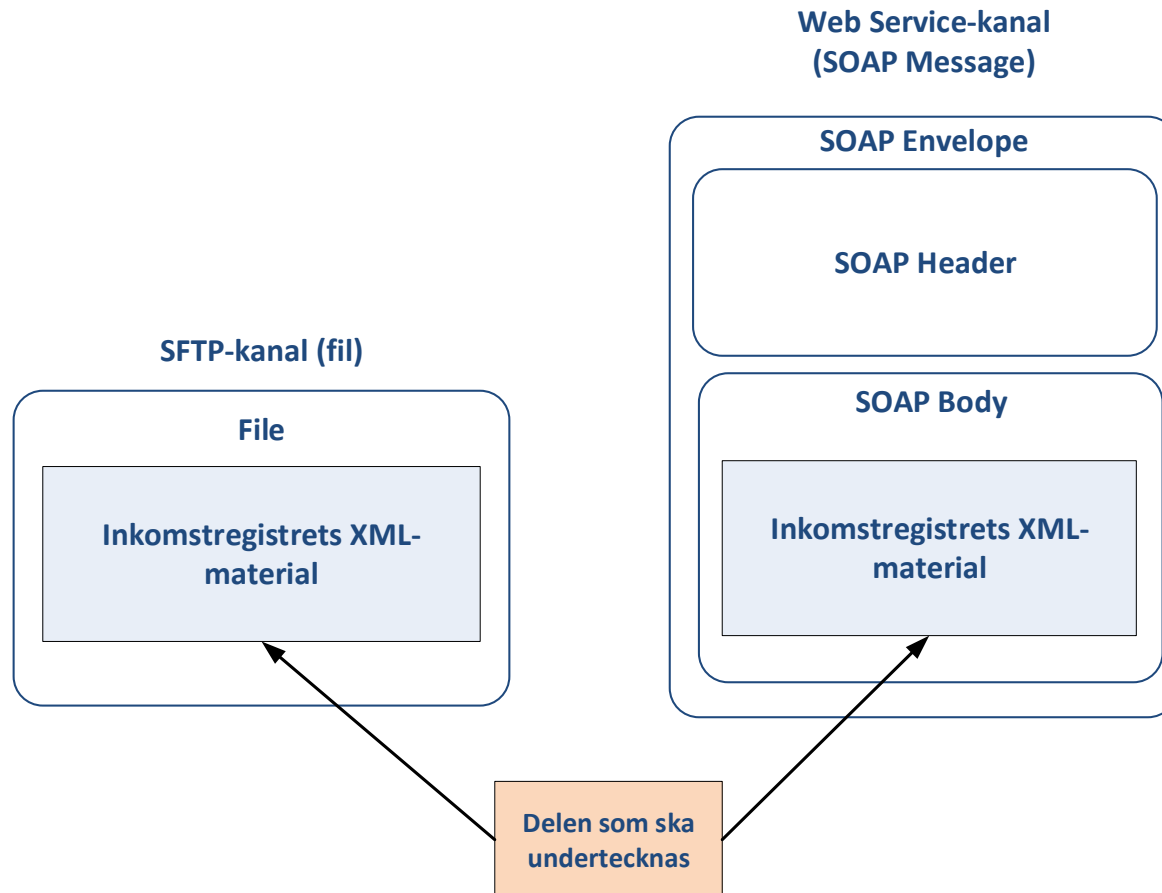 Web Service-kanal
(SOAP Message)
SOAP Envelope
SOAP Header
SFTP-kanal (fil)
SOAP Body
File
Inkomstregistrets XML-
material
Inkomstregistrets XML-
material
Delen som ska
undertecknas